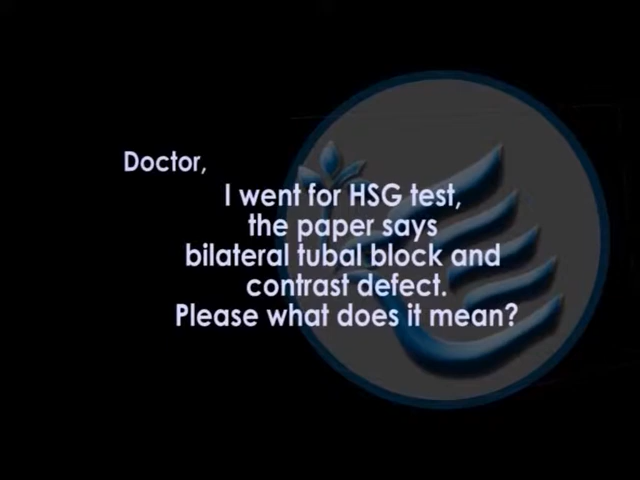 Doctor,
I went for HSG test,
the paper says
bilateral tubal block and
contrast defect.
Please what does it mean?